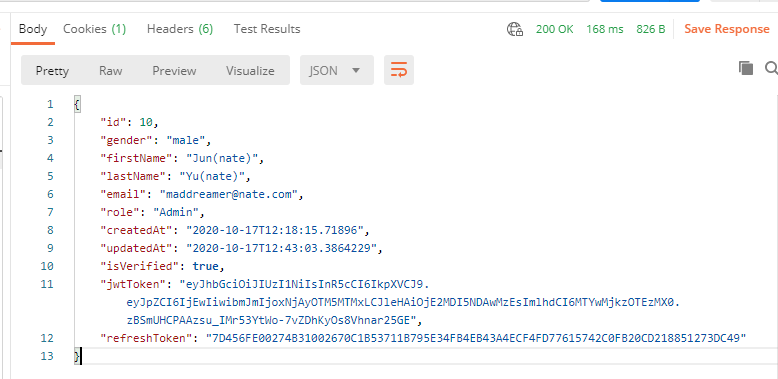 Body Cookies (1) Headers (6) Test Results 200 OK 168 ms 826 B Save Response
Pretty Raw Preview Visualize JSON
1 {
2 "id": 10,
3 "gender": "male",
4 "firstName": "Jun(nate)",
5 "lastName": "Yu(nate)",
6 "email": "maddreamer@nate.com",
7 "role": "Admin",
8 "createdAt": "2020-10-17T12:18:15.71896",
9 "updatedAt": "2020-10-17T12:43:03.3864229",
10 "isVerified": true,
11 "jwtToken": "eyJhbGciOiJIUzI1NiIsInR5cCI6IkpXVCJ9.
eyJpZCI6IjEwIiwibmJmIjoxNjAyOTM5MTMxLCJleHAiOjE2MDI5NDAwMzEsImlhdCI6MTYwMjkzOTEzMX0.
zBSmUHCPAAzsu_IMr53YtWo-7vZDhKyOs8Vhnar25GE",
12 "refreshToken": "7D456FE00274B31002670C1B53711B795E34FB4EB43A4ECF4FD77615742C0FB20CD218851273DC49"
13 }